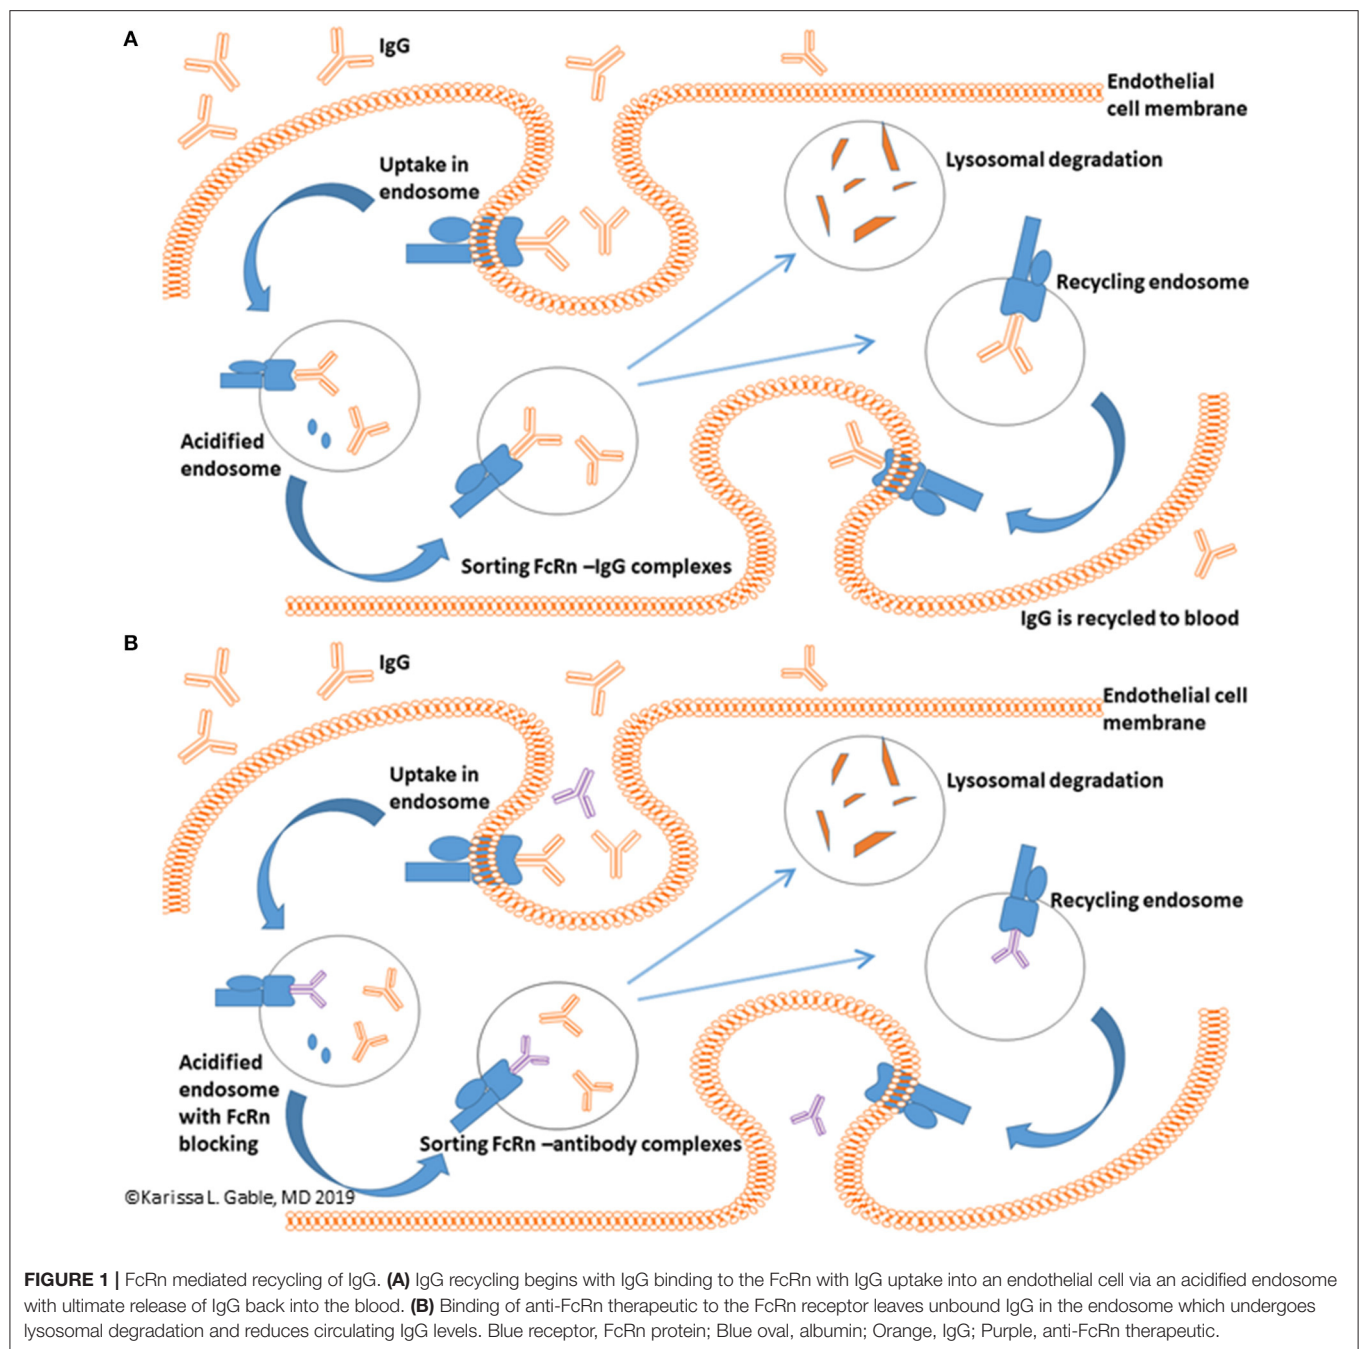 A
IgG
Endothelial
cell membrane
Lysosomal degradation
Uptake in
endosome
Recycling endosome
Acidified
endosome
Sorting FcRn –IgG complexes
IgG is recycled to blood
B
IgG
Endothelial cell
membrane
Uptake in
endosome
Lysosomal degradation
Recycling endosome
Acidified
endosome
with FcRn
blocking
Sorting FcRn –antibody complexes
©Karissa L. Gable, MD 2019
FIGURE 1 | FcRn mediated recycling of IgG. (A) IgG recycling begins with IgG binding to the FcRn with IgG uptake into an endothelial cell via an acidified endosome
with ultimate release of IgG back into the blood. (B) Binding of anti-FcRn therapeutic to the FcRn receptor leaves unbound IgG in the endosome which undergoes
lysosomal degradation and reduces circulating IgG levels. Blue receptor, FcRn protein; Blue oval, albumin; Orange, IgG; Purple, anti-FcRn therapeutic.